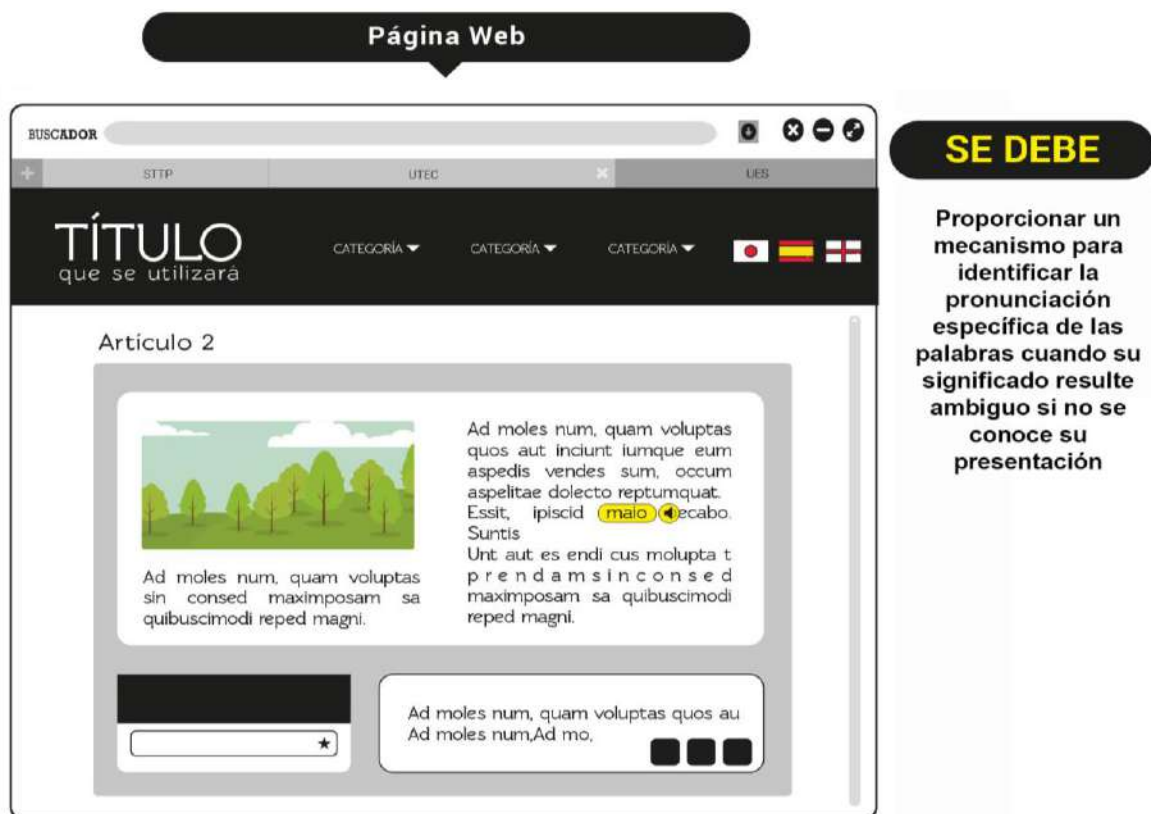 Página Web
BUSCADOR
STTP
UTEC
UES
TÍTULO
que se utilizará
CATEGORÍA
CATEGORÍA
CATEGORÍA
Artículo 2
Ad moles num, quam voluptas
sin consed maximposam sa
quibuscimodi reped magni.
Ad moles num, quam voluptas
quos aut inciunt iumque eum
aspedis vendes sum, occum
aspelitae dolecto reptumquat.
Essit, ipiscid maio ecabo.
Suntis
Unt aut es endi cus molupta t
p r e n d a m s i n c o n s e d
maximposam sa quibuscimodi
reped magni.
Ad moles num, quam voluptas quos au
Ad moles num,Ad mo,
SE DEBE
Proporcionar un
mecanismo para
identificar la
pronunciación
específica de las
palabras cuando su
significado resulte
ambiguo si no se
conoce su
presentación